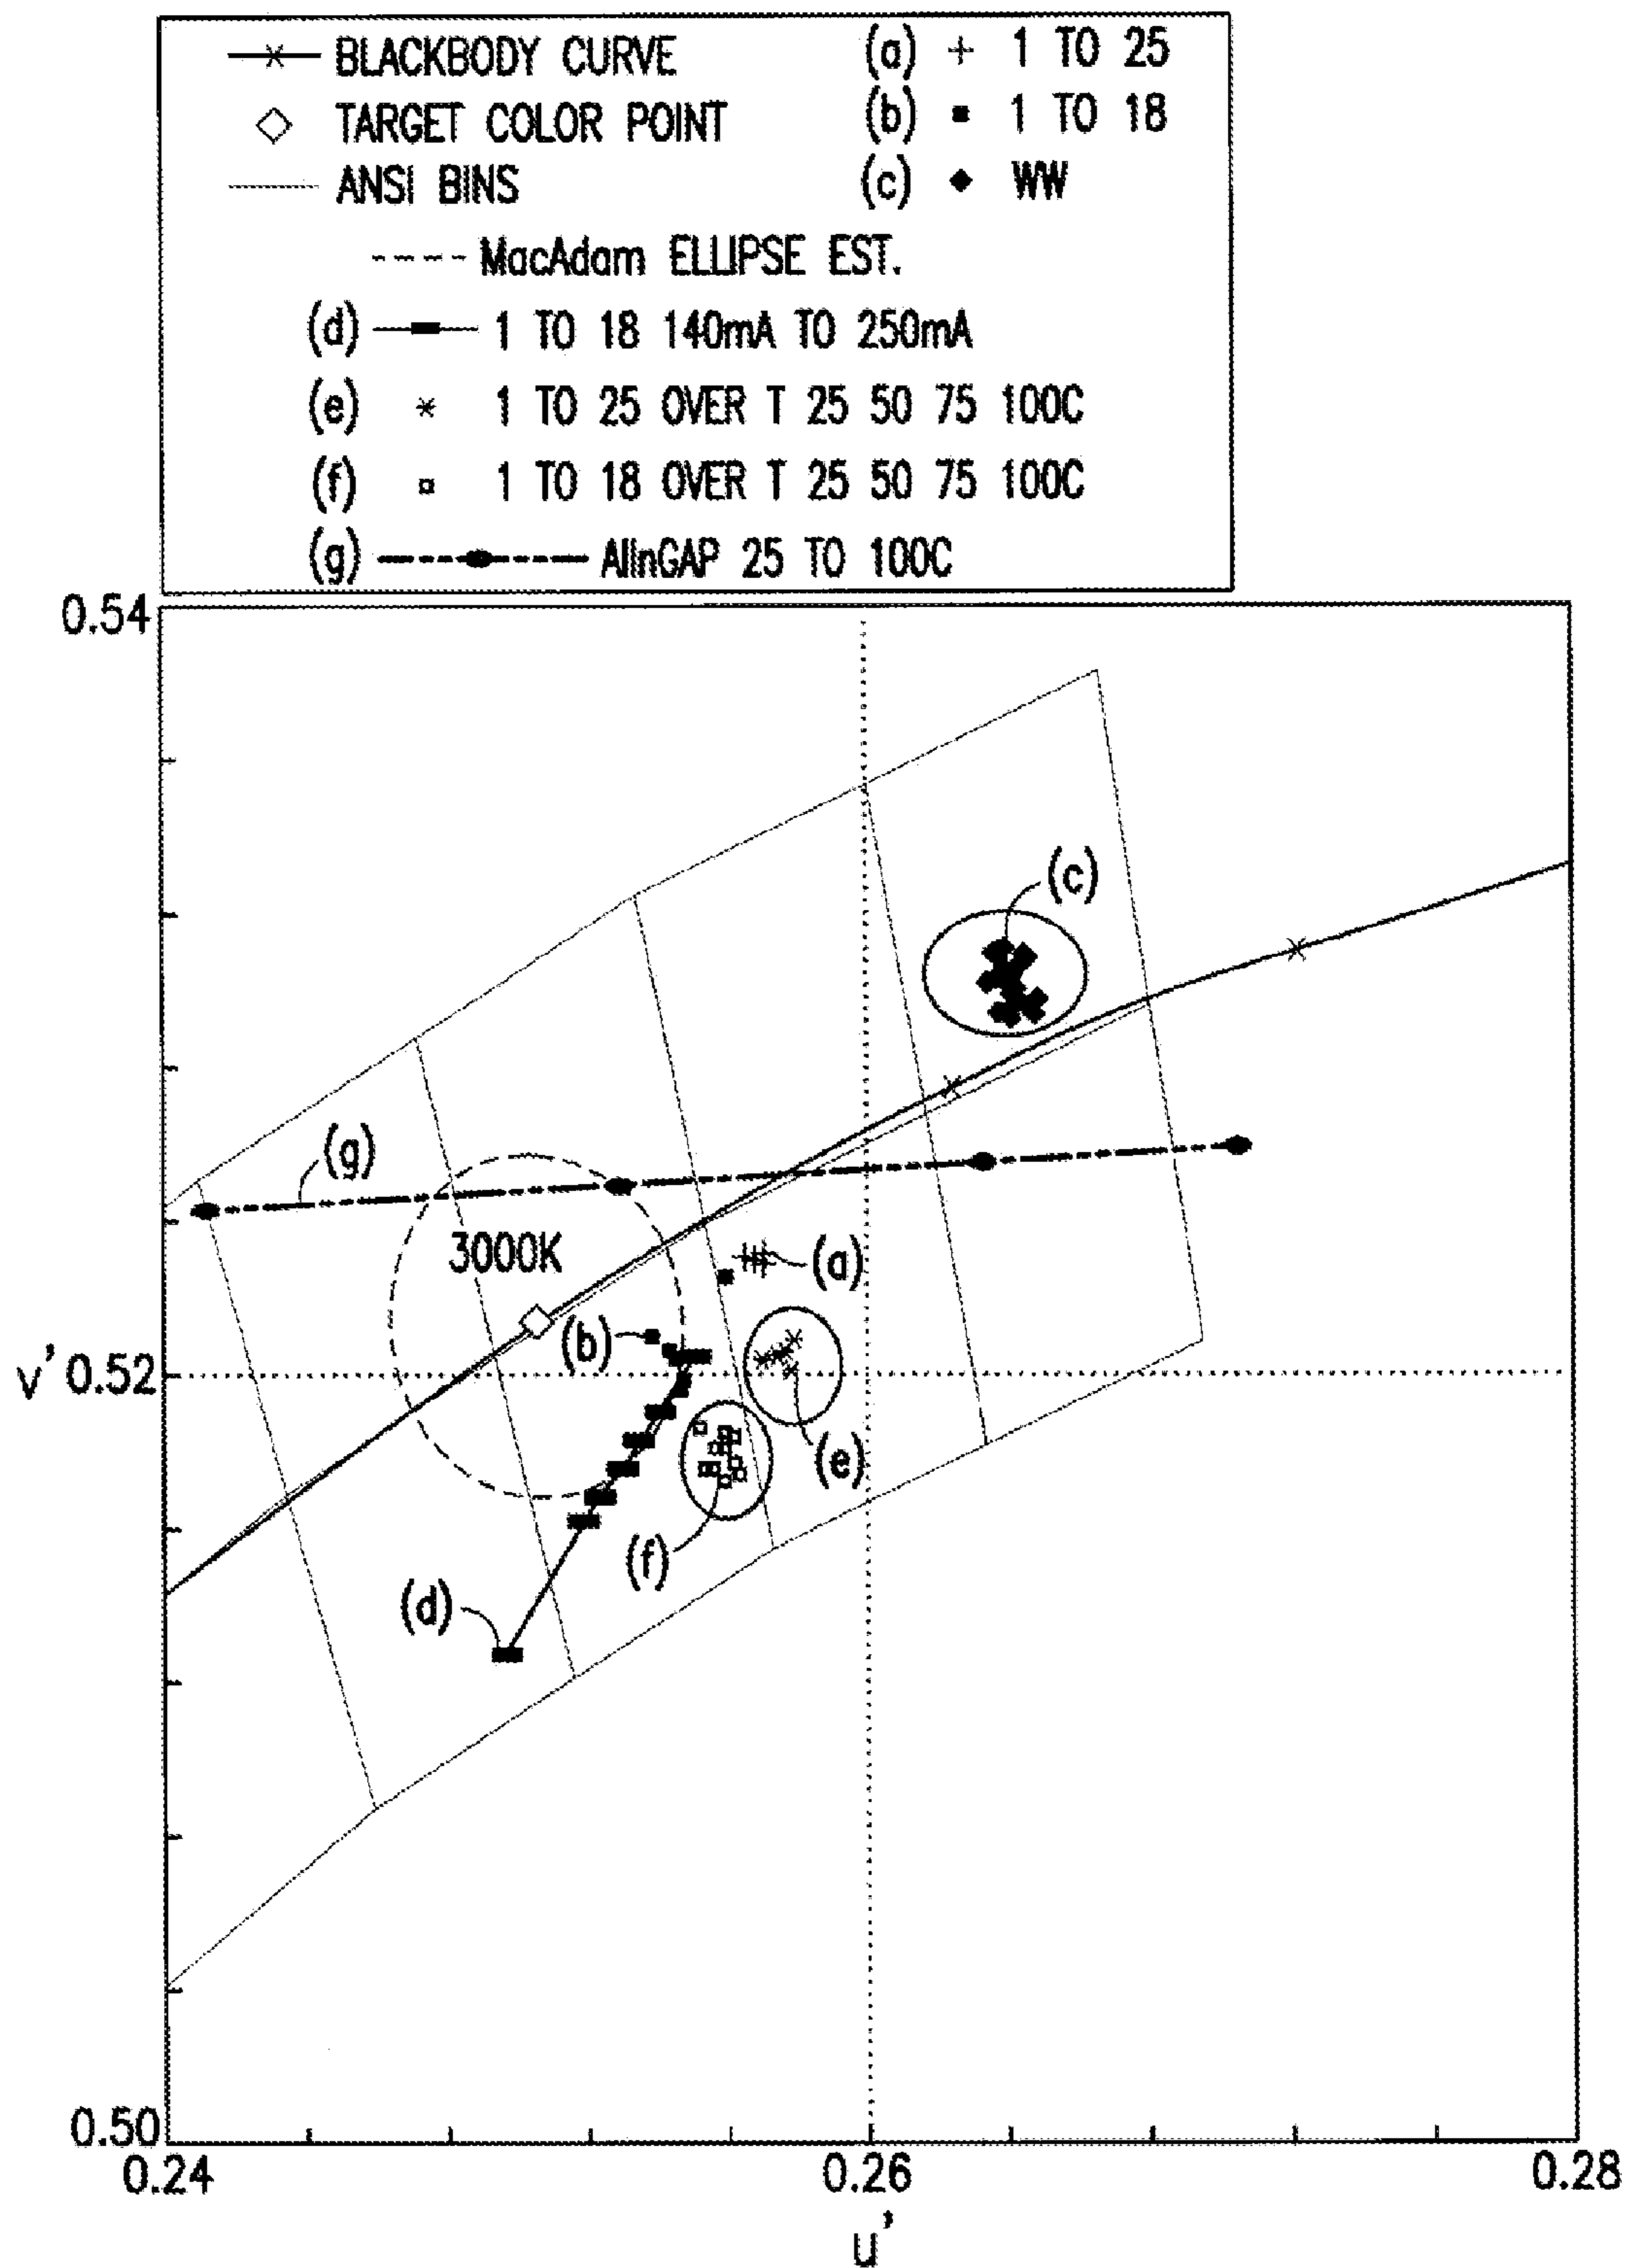 BLACKBODY CURVE (a) + 1 TO 25
TARGET COLOR POINT (b) 1 TO 18
ANSI BINS (c) WW
MacAdam ELLIPSE EST.
(d) 1 TO 18 140mA TO 250mA
(e) 1 TO 25 OVER T 25 50 75 100C
(f) 1 TO 18 OVER T 25 50 75 100C
(g) AlInGAP 25 TO 100C
0.54
(c)
(g)
3000K
(a)
(b)
v' 0.52
(e)
(f)
(d)
0.50
0.24 0.26 0.28
u'